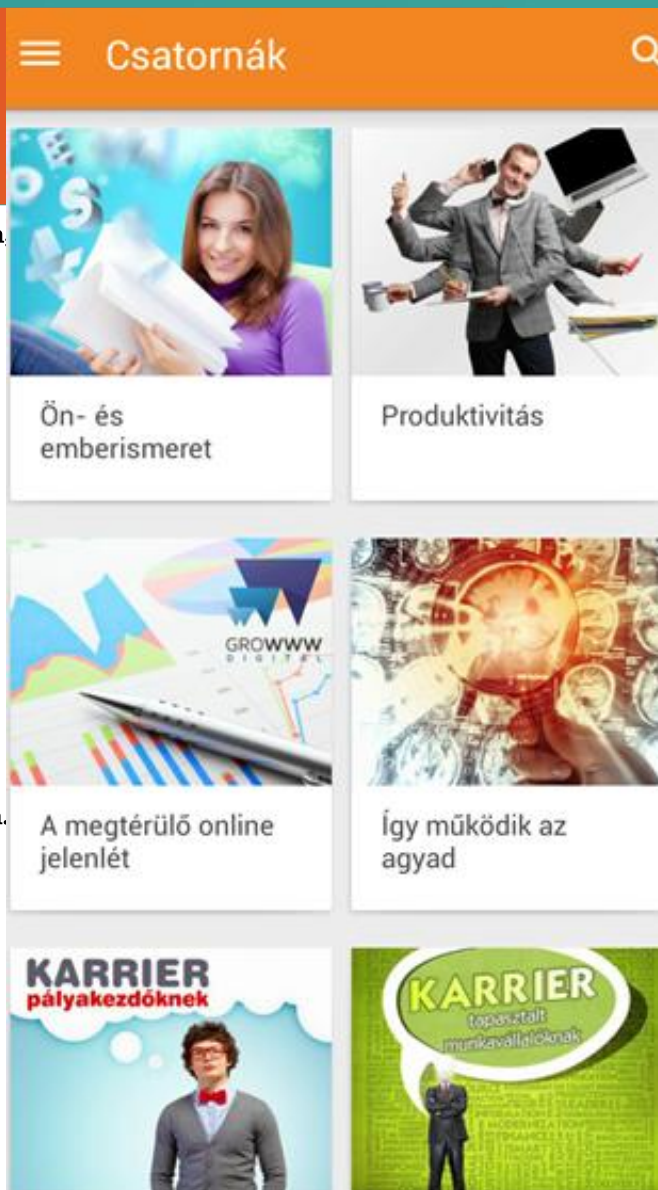 Csatornák
Ön- és
emberismeret
Produktivitás
GROWWW
DIGITAL
A megtérülő online
jelenlét
Így működik az
agyad
KARRIER
pályakezdőknek
KARRIER
tapasztalt
munkavállalóknak